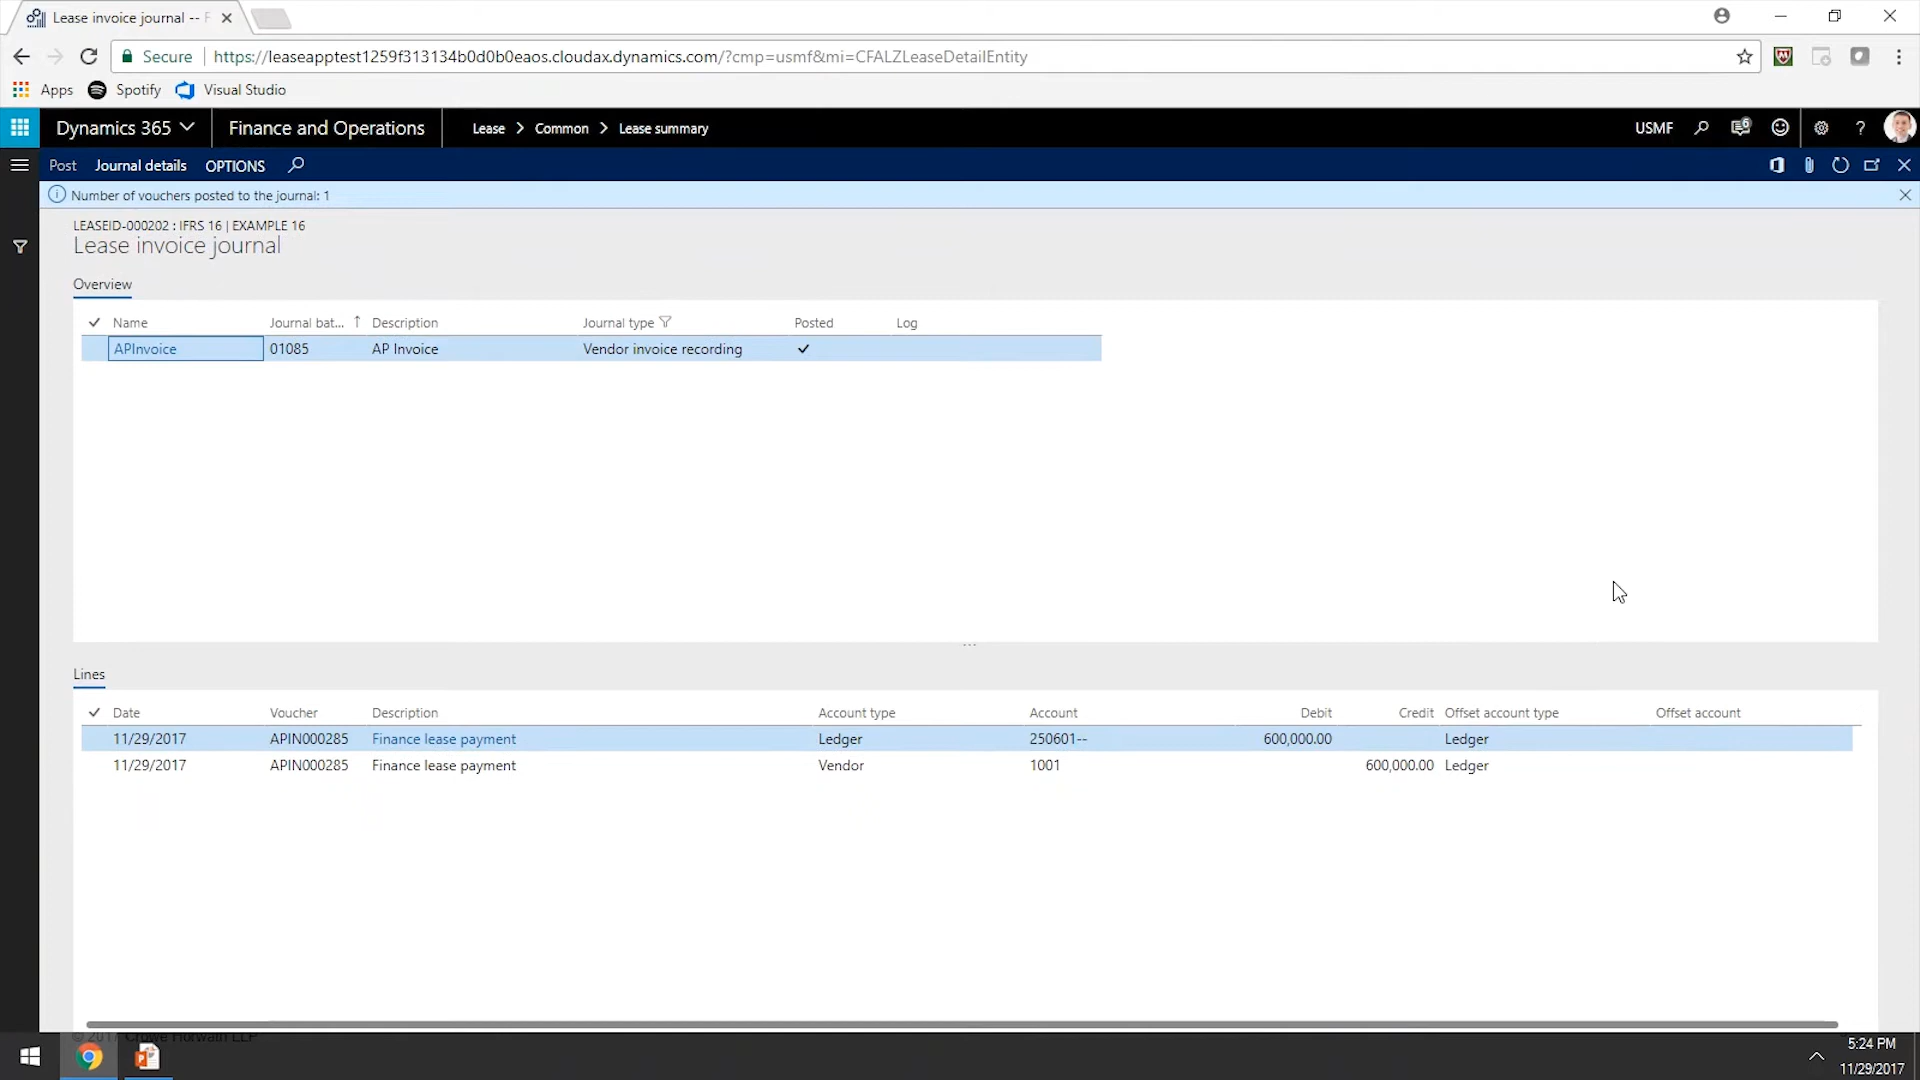 Lease invoice journal -- F
Secure https://leaseapptest1259f313134b0d0b0eaos.cloudax.dynamics.com/?cmp=usmf&mi=CFALZLeaseDetailEntity
Apps Spotify Visual Studio
Dynamics 365 Finance and Operations Lease > Common > Lease summary USMF 6 ?
Post Journal details OPTIONS
Number of vouchers posted to the journal: 1
LEASEID-000202 : IFRS 16 | EXAMPLE 16
Lease invoice journal
Overview
Name Journal bat... Description Journal type Posted Log
APInvoice 01085 AP Invoice Vendor invoice recording
Lines
Date Voucher Description Account type Account Debit Credit Offset account type Offset account
11/29/2017 APIN000285 Finance lease payment Ledger 250601-- 600,000.00 Ledger
11/29/2017 APIN000285 Finance lease payment Vendor 1001 600,000.00 Ledger
© 2017 Crowe Horwath LLP
5:24 PM
11/29/2017